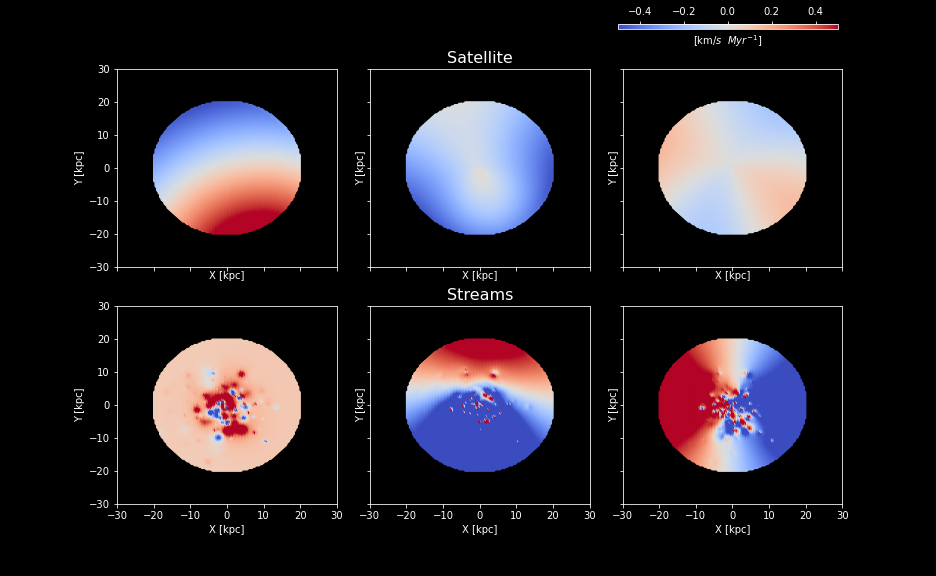 −0.4 −0.2 0.0 0.2 0.4
[km/s Myr⁻¹]
Satellite
30
20
10
0
−10
−20
−30
Y [kpc]
Y [kpc]
Y [kpc]
X [kpc]
X [kpc]
X [kpc]
Streams
30
20
10
0
−10
−20
−30
Y [kpc]
Y [kpc]
Y [kpc]
−30 −20 −10 0 10 20 30
−30 −20 −10 0 10 20 30
−30 −20 −10 0 10 20 30
X [kpc]
X [kpc]
X [kpc]